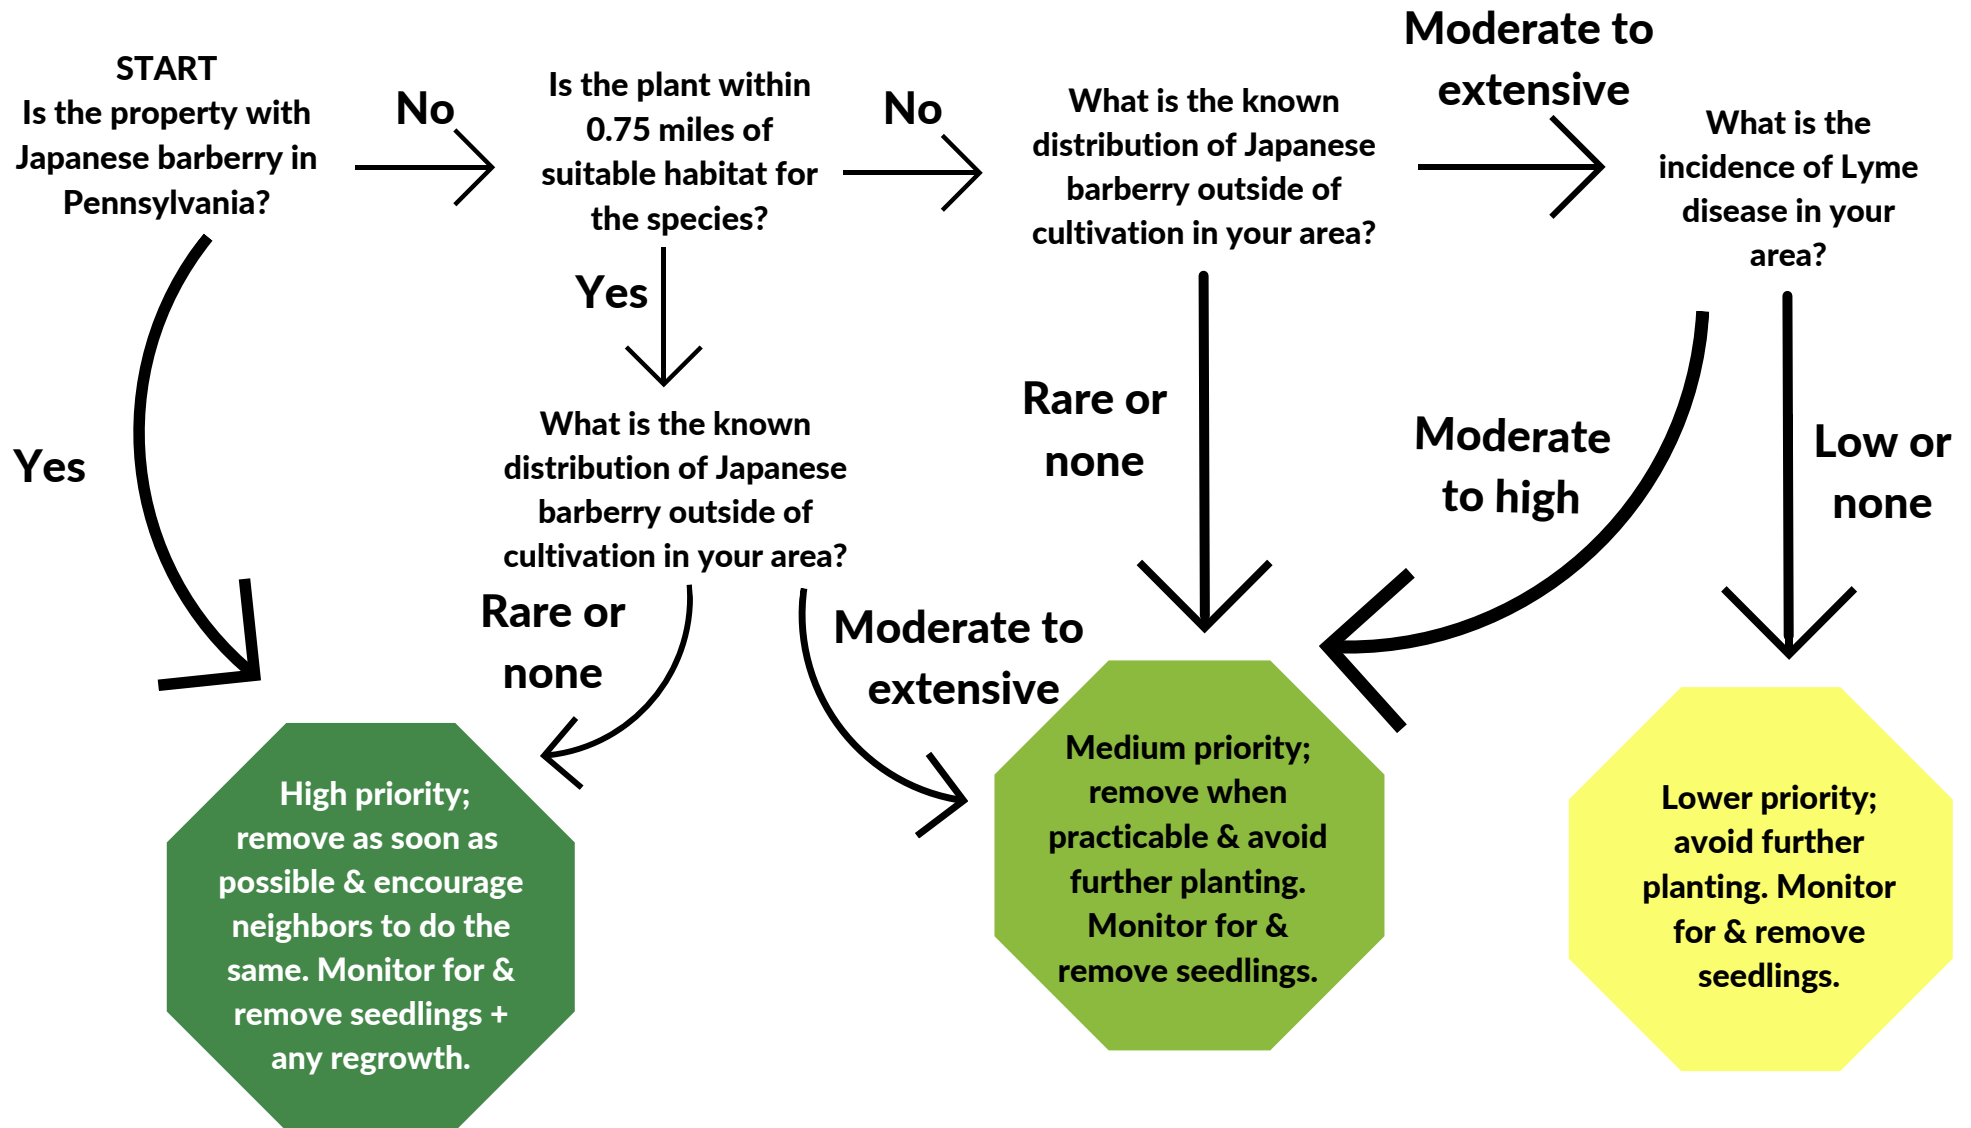 START
Is the property with
Japanese barberry in
Pennsylvania?
No
Is the plant within
0.75 miles of
suitable habitat for
the species?
No
What is the known
distribution of Japanese
barberry outside of
cultivation in your area?
Moderate to
extensive
What is the
incidence of Lyme
disease in your
area?
Yes
Yes
What is the known
distribution of Japanese
barberry outside of
cultivation in your area?
Rare or
none
Moderate to
extensive
Rare or
none
Moderate
to high
Low or
none
High priority;
remove as soon as
possible & encourage
neighbors to do the
same. Monitor for &
remove seedlings +
any regrowth.
Medium priority;
remove when
practicable & avoid
further planting.
Monitor for &
remove seedlings.
Lower priority;
avoid further
planting. Monitor
for & remove
seedlings.